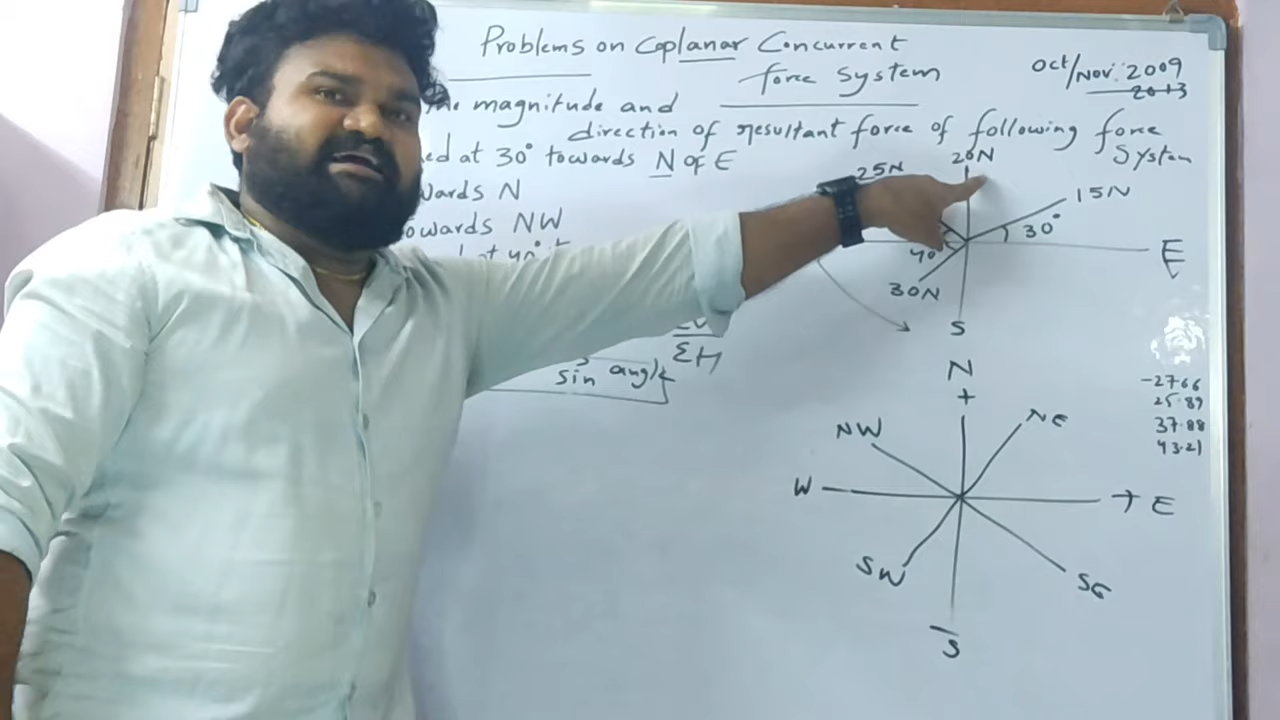 Problems on Coplanar Concurrent
force system
Oct/Nov: 2009
2013
magnitude and
direction of resultant force of following force
System
at 30° towards N of E
N
towards NW
40°
25N
20N
15N
30°
E
40
30N
S
ΣH
sin angle
N
+
NW
NE
W
+ E
SW
SE
S
-27.66
25.89
37.88
43.21